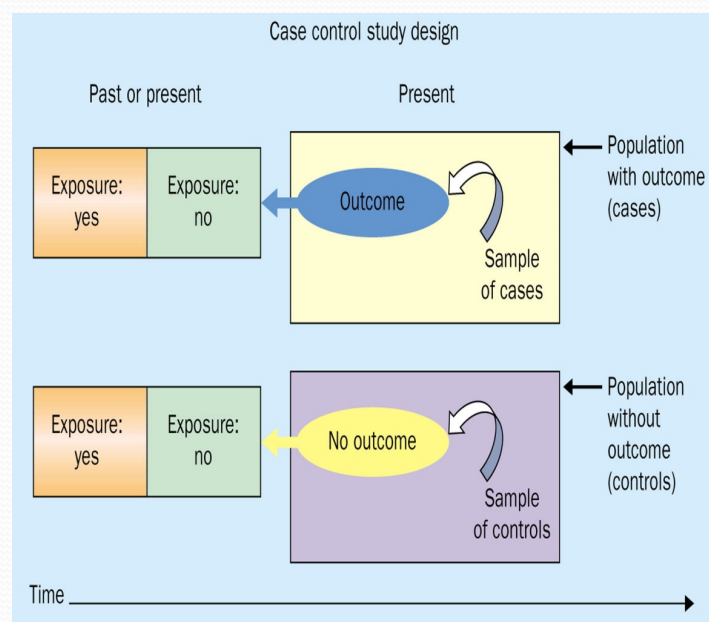 Case control study design
Past or present
Present
Exposure:
yes
Exposure:
no
Outcome
Sample
of cases
Population
with outcome
(cases)
Exposure:
yes
Exposure:
no
No outcome
Sample
of controls
Population
without
outcome
(controls)
Time